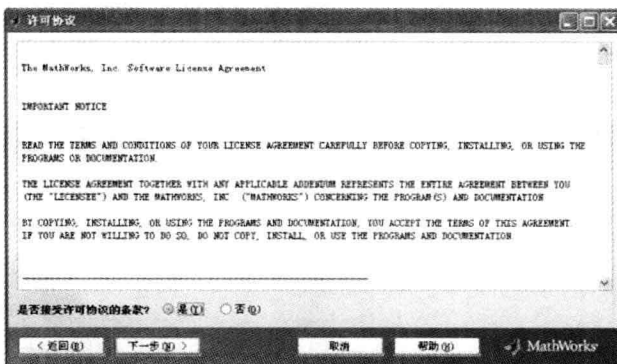 许可协议
The MathWorks, Inc. Software License Agreement
IMPORTANT NOTICE
READ THE TERMS AND CONDITIONS OF YOUR LICENSE AGREEMENT CAREFULLY BEFORE COPYING, INSTALLING, OR USING THE
PROGRAMS OR DOCUMENTATION.
THE LICENSE AGREEMENT TOGETHER WITH ANY APPLICABLE ADDENDUM REPRESENTS THE ENTIRE AGREEMENT BETWEEN YOU
(THE "LICENSEE") AND THE MATHWORKS, INC. ("MATHWORKS") CONCERNING THE PROGRAM(S) AND DOCUMENTATION.
BY COPYING, INSTALLING, OR USING THE PROGRAMS AND DOCUMENTATION, YOU ACCEPT THE TERMS OF THIS AGREEMENT.
IF YOU ARE NOT WILLING TO DO SO, DO NOT COPY, INSTALL, OR USE THE PROGRAMS AND DOCUMENTATION.
是否接受许可协议的条款? 是(Y) 否(O)
< 返回(B) 下一步(N) > 取消 帮助(H) MathWorks